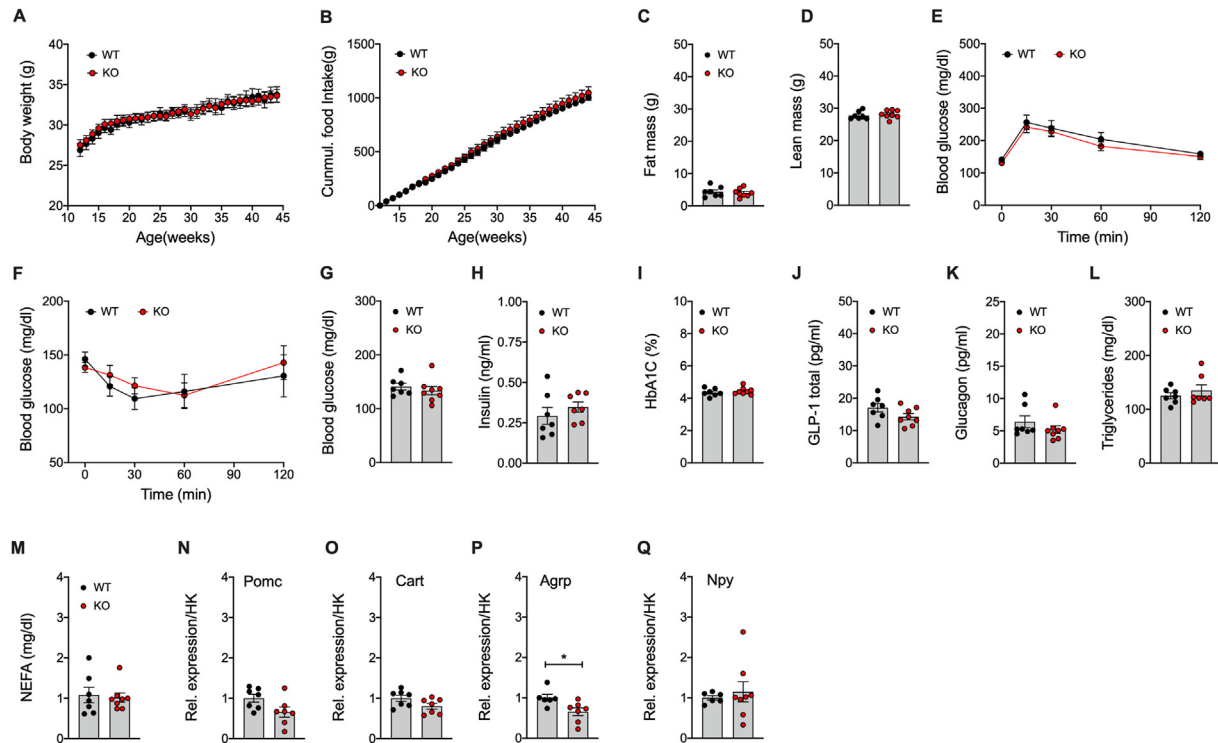 A
Body weight (g)
40
35
30
25
20
WT
KO
10 15 20 25 30 35 40 45
Age(weeks)
B
Cunmul. food Intake(g)
1500
1000
500
0
WT
KO
15 20 25 30 35 40 45
Age(weeks)
C
Fat mass (g)
50
40
30
20
10
0
WT
KO
D
Lean mass (g)
50
40
30
20
10
0
E
Blood glucose (mg/dl)
500
400
300
200
100
0
WT KO
0 30 60 90 120
Time (min)
F
Blood glucose (mg/dl)
200
150
100
50
WT KO
0 30 60 90 120
Time (min)
G
Blood glucose (mg/dl)
300
200
100
0
WT
KO
H
Insulin (ng/ml)
1.00
0.75
0.50
0.25
0.00
WT
KO
I
HbA1C (%)
10
8
6
4
2
0
WT
KO
J
GLP-1 total (pg/ml)
50
40
30
20
10
0
WT
KO
K
Glucagon (pg/ml)
25
20
15
10
5
0
WT
KO
L
Triglycerides (mg/dl)
300
200
100
0
WT
KO
M
NEFA (mg/dl)
4
3
2
1
0
WT
KO
N
Rel. expression/HK
4
3
2
1
0
Pomc
O
Rel. expression/HK
4
3
2
1
0
Cart
P
Rel. expression/HK
4
3
2
1
0
Agrp
*
Q
Rel. expression/HK
4
3
2
1
0
Npy